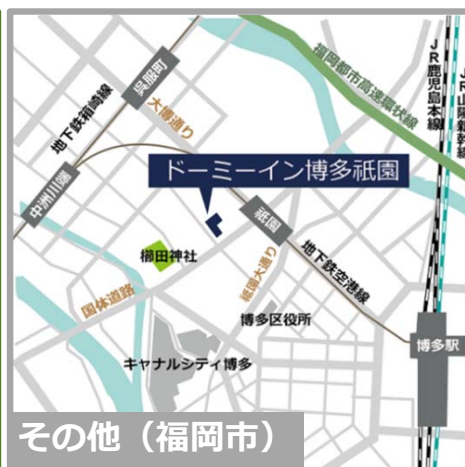 福岡都市高速環状線
JR鹿児島本線
JR山陽新幹線
呉服町
大博通り
地下鉄箱崎線
ドーミーイン博多祇園
中洲川端
祇園
櫛田神社
地下鉄空港線
祇園大通り
国体道路
博多区役所
博多駅
キャナルシティ博多
その他（福岡市）